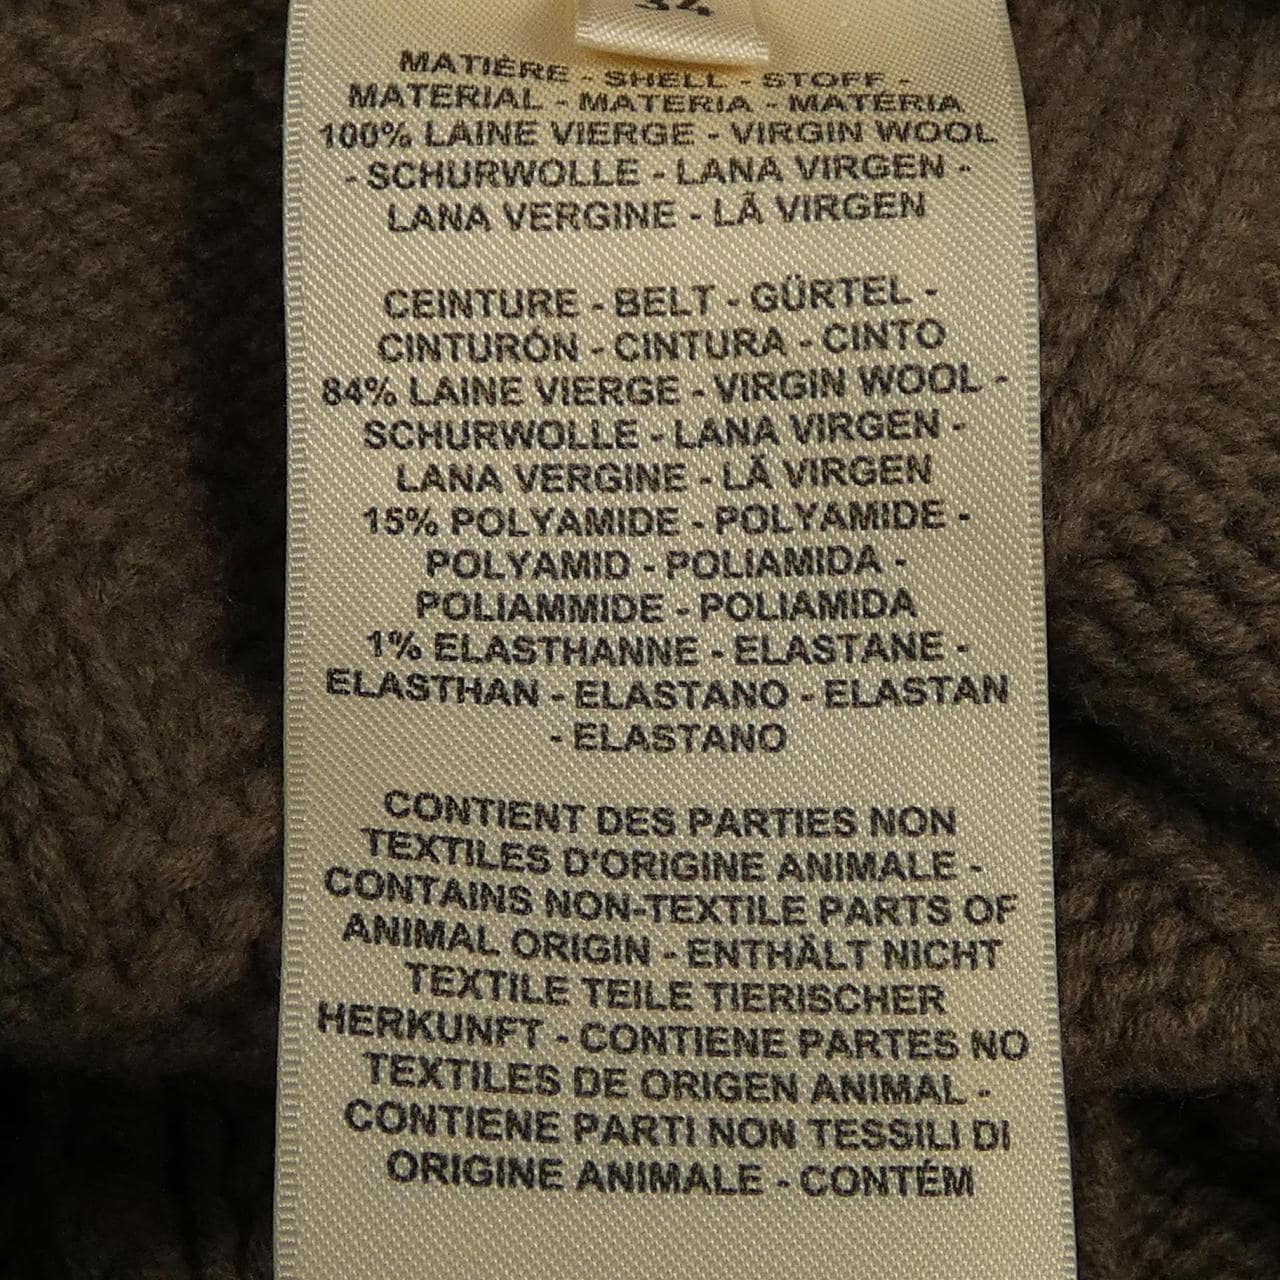 34
MATIÈRE - SHELL - STOFF -
MATERIAL - MATERIA - MATÉRIA
100% LAINE VIERGE - VIRGIN WOOL
- SCHURWOLLE - LANA VIRGEN -
LANA VERGINE - LÃ VIRGEN
CEINTURE - BELT - GÜRTEL -
CINTURÓN - CINTURA - CINTO
84% LAINE VIERGE - VIRGIN WOOL -
SCHURWOLLE - LANA VIRGEN -
LANA VERGINE - LÃ VIRGEN
15% POLYAMIDE - POLYAMIDE -
POLYAMID - POLIAMIDA -
POLIAMMIDE - POLIAMIDA
1% ELASTHANNE - ELASTANE -
ELASTHAN - ELASTANO - ELASTAN
- ELASTANO
CONTIENT DES PARTIES NON
TEXTILES D'ORIGINE ANIMALE -
CONTAINS NON-TEXTILE PARTS OF
ANIMAL ORIGIN - ENTHÄLT NICHT
TEXTILE TEILE TIERISCHER
HERKUNFT - CONTIENE PARTES NO
TEXTILES DE ORIGEN ANIMAL -
CONTIENE PARTI NON TESSILI DI
ORIGINE ANIMALE - CONTÉM